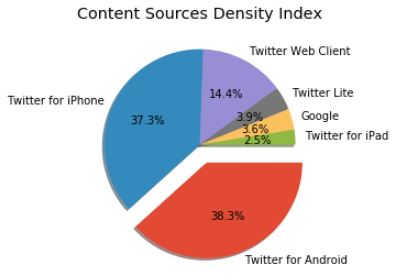 Content Sources Density Index
Twitter Web Client
14.4%
Twitter Lite
3.9%
Google
3.6%
Twitter for iPad
2.5%
Twitter for iPhone
37.3%
38.3%
Twitter for Android